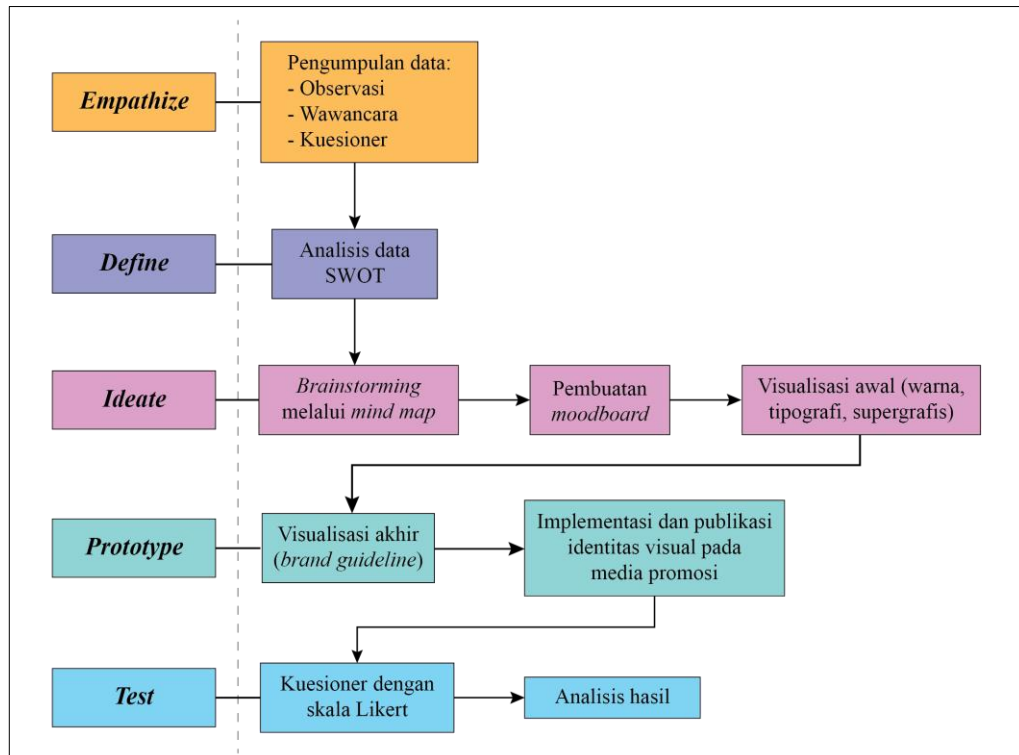 Empathize
Pengumpulan data:
- Observasi
- Wawancara
- Kuesioner
Define
Analisis data
SWOT
Ideate
Brainstorming
melalui mind map
Pembuatan
moodboard
Visualisasi awal (warna,
tipografi, supergrafis)
Prototype
Visualisasi akhir
(brand guideline)
Implementasi dan publikasi
identitas visual pada
media promosi
Test
Kuesioner dengan
skala Likert
Analisis hasil